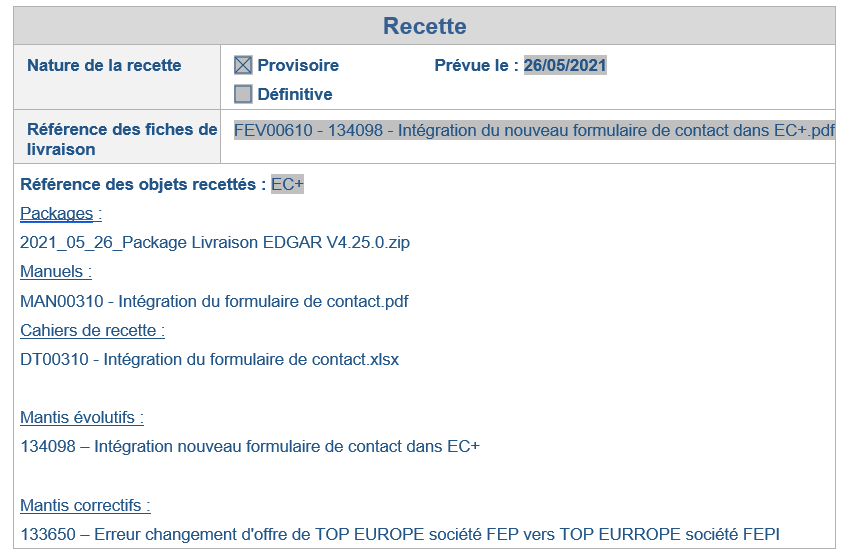 Recette
Nature de la recette
Provisoire
Prévue le : 26/05/2021
Définitive
Référence des fiches de livraison
FEV00610 - 134098 - Intégration du nouveau formulaire de contact dans EC+.pdf
Référence des objets recettés : EC+
Packages :
2021_05_26_Package Livraison EDGAR V4.25.0.zip
Manuels :
MAN00310 - Intégration du formulaire de contact.pdf
Cahiers de recette :
DT00310 - Intégration du formulaire de contact.xlsx
Mantis évolutifs :
134098 – Intégration nouveau formulaire de contact dans EC+
Mantis correctifs :
133650 – Erreur changement d'offre de TOP EUROPE société FEP vers TOP EURROPE société FEPI